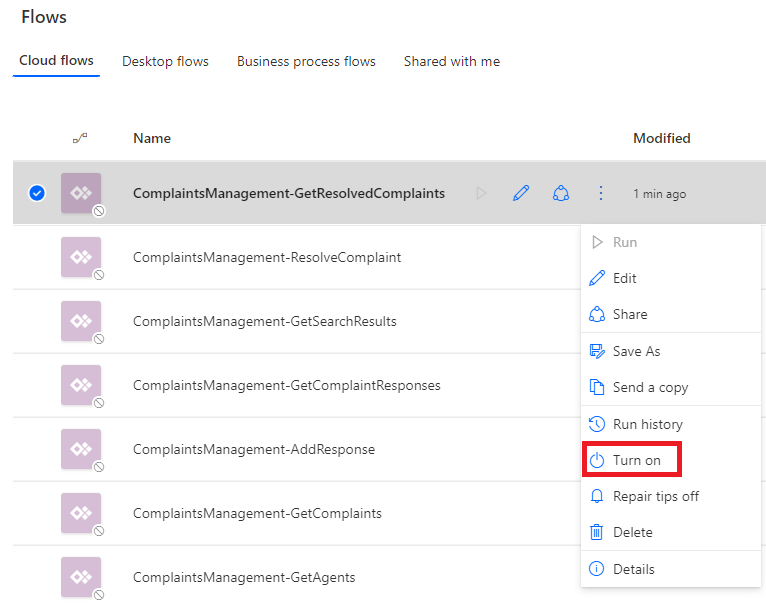 Flows
Cloud flows Desktop flows Business process flows Shared with me
Name Modified
ComplaintsManagement-GetResolvedComplaints 1 min ago
Run
ComplaintsManagement-ResolveComplaint
Edit
Share
ComplaintsManagement-GetSearchResults
Save As
ComplaintsManagement-GetComplaintResponses
Send a copy
Run history
ComplaintsManagement-AddResponse
Turn on
Repair tips off
ComplaintsManagement-GetComplaints
Delete
Details
ComplaintsManagement-GetAgents